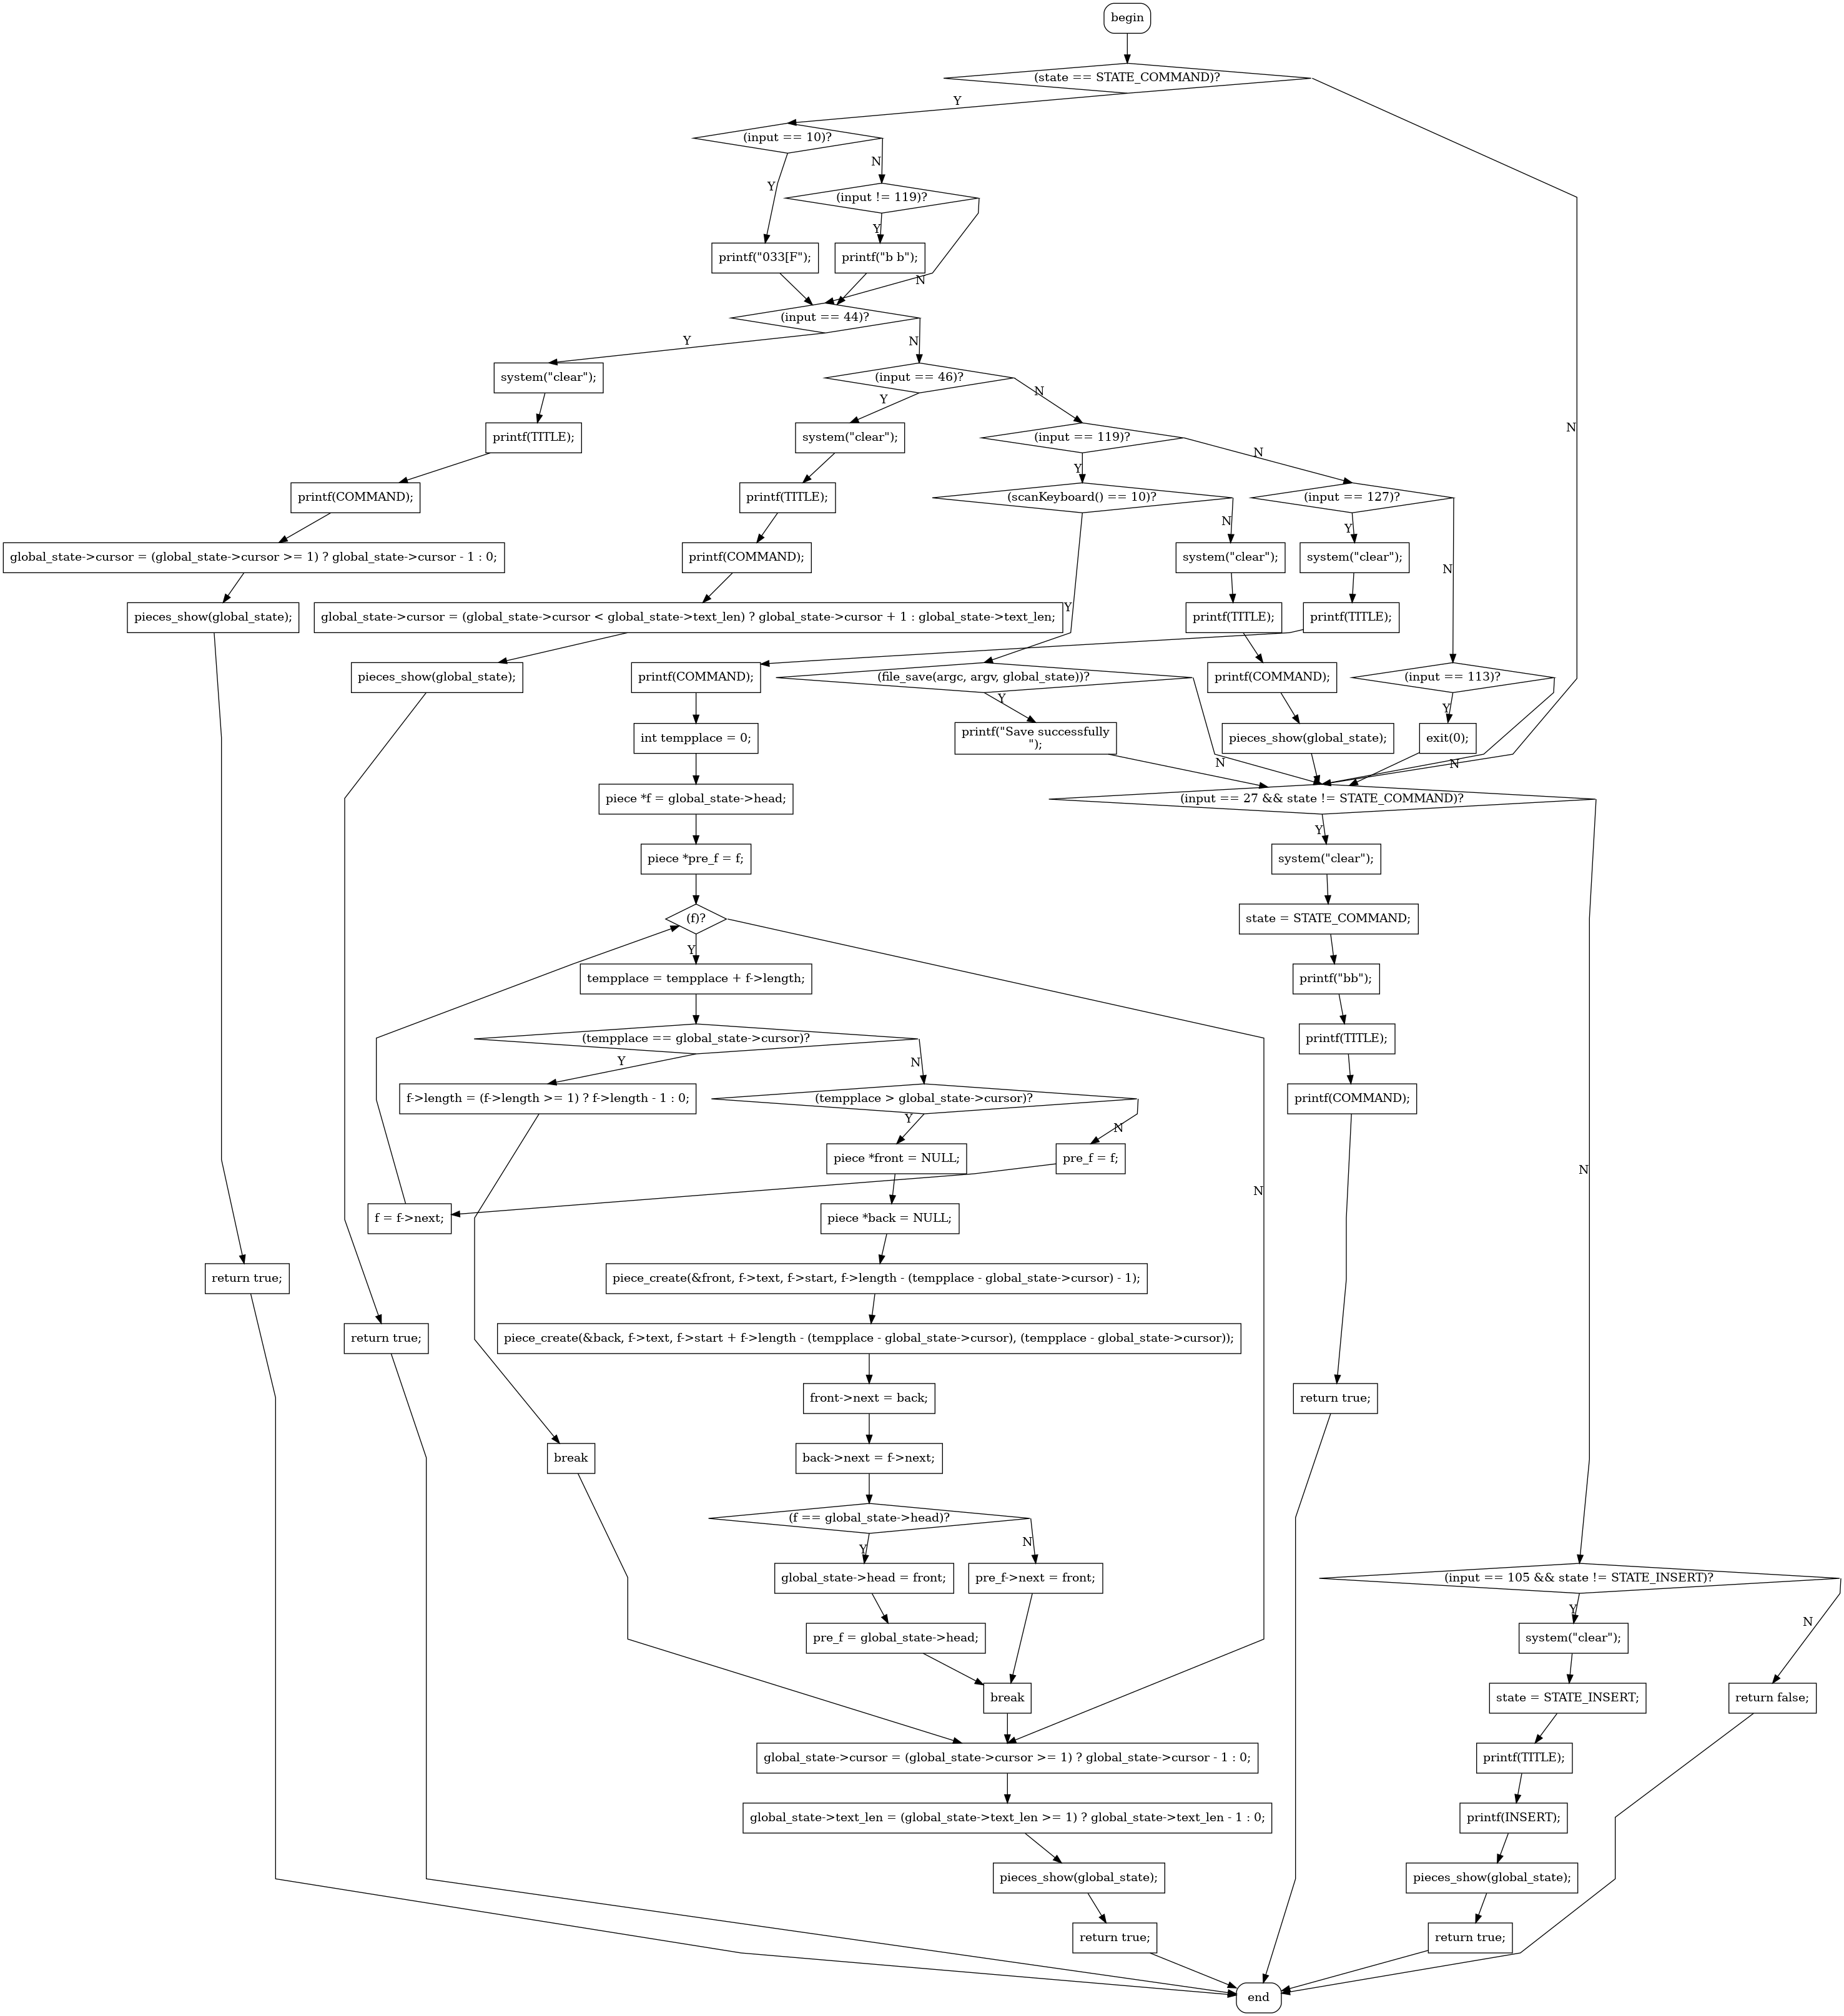 begin
(state == STATE_COMMAND)?
Y
(input == 10)?
N
Y
(input != 119)?
Y
printf("033[F");
printf("b b");
N
(input == 44)?
Y
N
system("clear");
(input == 46)?
N
Y
printf(TITLE);
system("clear");
(input == 119)?
N
N
Y
printf(COMMAND);
printf(TITLE);
(scanKeyboard() == 10)?
(input == 127)?
N
Y
global_state->cursor = (global_state->cursor >= 1) ? global_state->cursor - 1 : 0;
printf(COMMAND);
system("clear");
system("clear");
N
Y
pieces_show(global_state);
global_state->cursor = (global_state->cursor < global_state->text_len) ? global_state->cursor + 1 : global_state->text_len;
printf(TITLE);
printf(TITLE);
pieces_show(global_state);
printf(COMMAND);
(file_save(argc, argv, global_state))?
printf(COMMAND);
(input == 113)?
Y
Y
int tempplace = 0;
printf("Save successfully
");
pieces_show(global_state);
exit(0);
N
N
piece *f = global_state->head;
(input == 27 && state != STATE_COMMAND)?
Y
piece *pre_f = f;
system("clear");
(f)?
state = STATE_COMMAND;
Y
tempplace = tempplace + f->length;
printf("bb");
(tempplace == global_state->cursor)?
printf(TITLE);
Y
N
f->length = (f->length >= 1) ? f->length - 1 : 0;
(tempplace > global_state->cursor)?
printf(COMMAND);
Y
N
piece *front = NULL;
pre_f = f;
N
N
f = f->next;
piece *back = NULL;
return true;
piece_create(&front, f->text, f->start, f->length - (tempplace - global_state->cursor) - 1);
return true;
piece_create(&back, f->text, f->start + f->length - (tempplace - global_state->cursor), (tempplace - global_state->cursor));
front->next = back;
return true;
break
back->next = f->next;
(f == global_state->head)?
Y
N
global_state->head = front;
pre_f->next = front;
(input == 105 && state != STATE_INSERT)?
Y
N
pre_f = global_state->head;
system("clear");
break
state = STATE_INSERT;
return false;
global_state->cursor = (global_state->cursor >= 1) ? global_state->cursor - 1 : 0;
printf(TITLE);
global_state->text_len = (global_state->text_len >= 1) ? global_state->text_len - 1 : 0;
printf(INSERT);
pieces_show(global_state);
pieces_show(global_state);
return true;
return true;
end